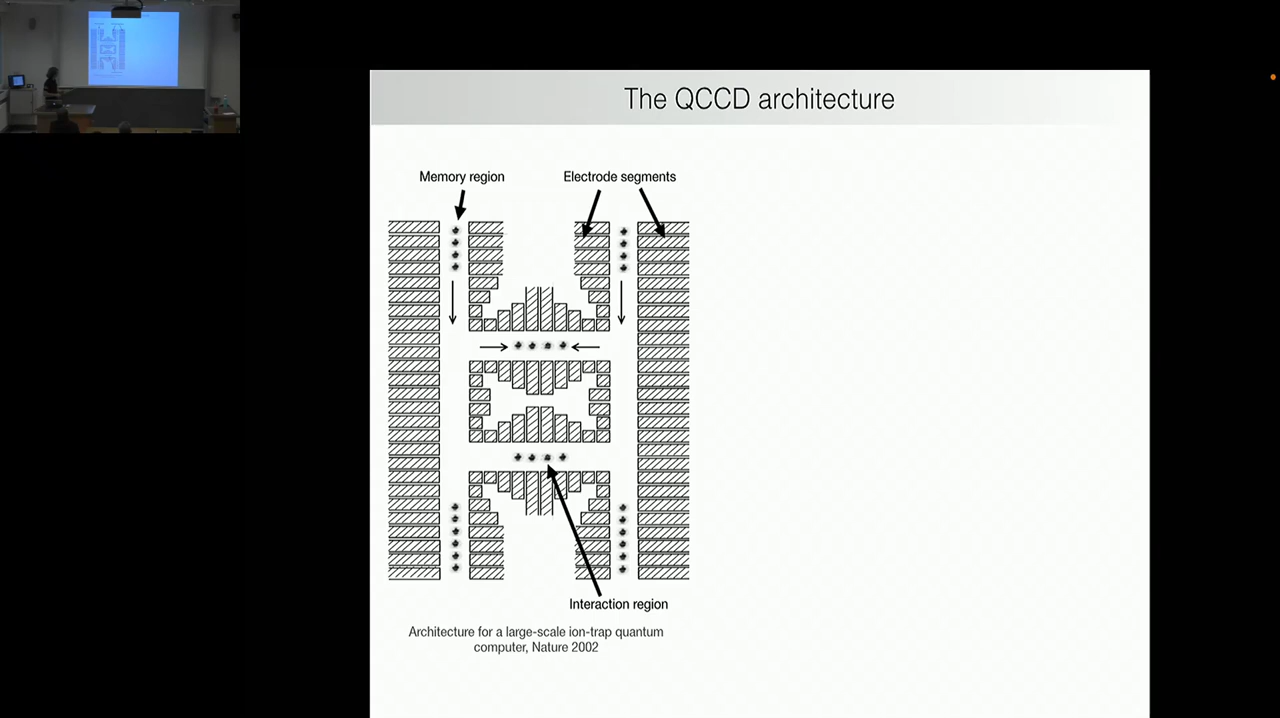 The QCCD architecture
Memory region
Electrode segments
Interaction region
Architecture for a large-scale ion-trap quantum
computer, Nature 2002